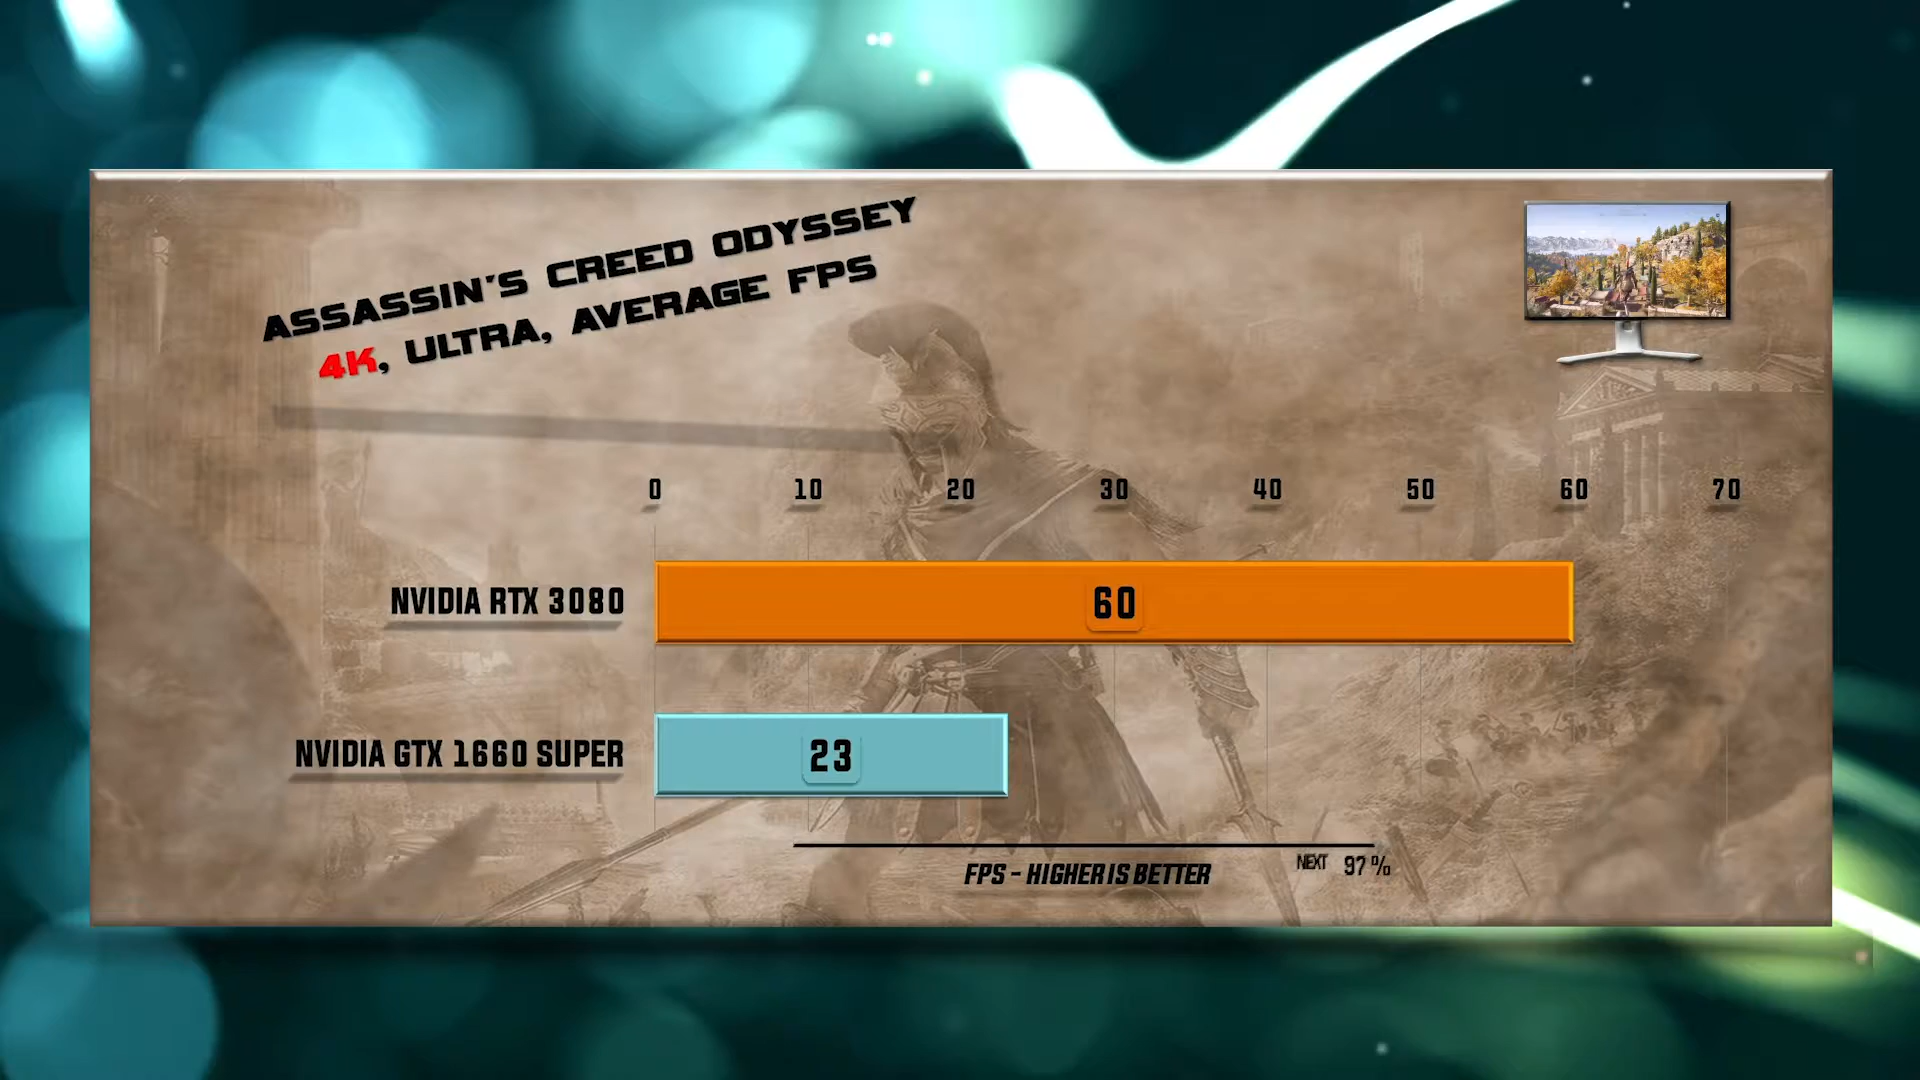 ASSASSIN'S CREED ODYSSEY
4K, ULTRA, AVERAGE FPS
0 10 20 30 40 50 60 70
NVIDIA RTX 3080 60
NVIDIA GTX 1660 SUPER 23
FPS - HIGHER IS BETTER
NEXT 97%